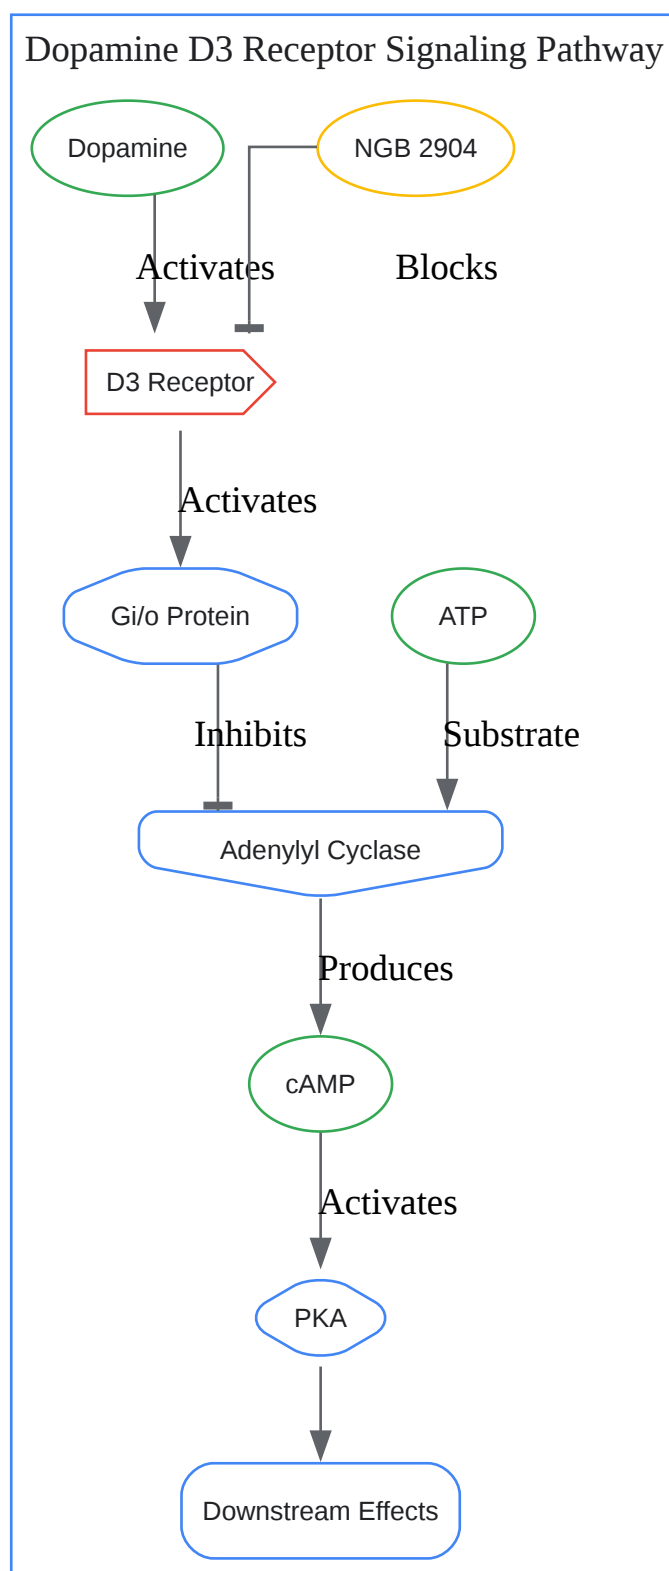 Dopamine D3 Receptor Signaling Pathway
Dopamine
NGB 2904
Activates
Blocks
D3 Receptor
Activates
Gi/o Protein
ATP
Inhibits
Substrate
Adenylyl Cyclase
Produces
cAMP
Activates
PKA
Downstream Effects